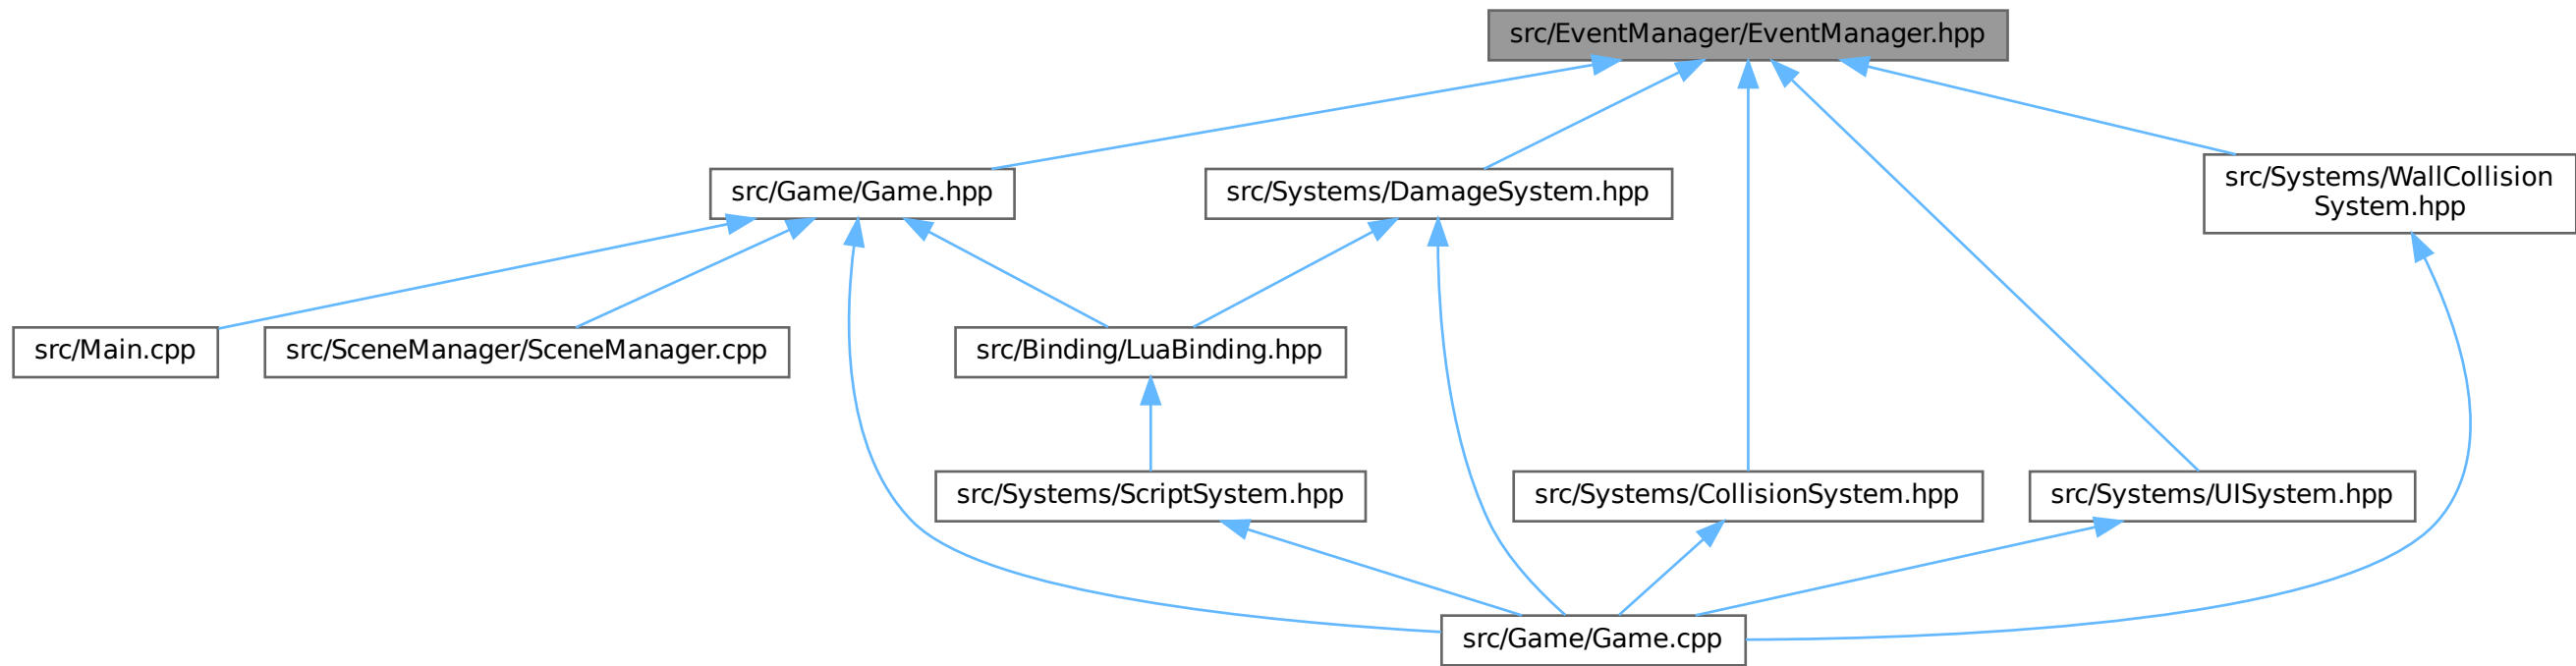 src/EventManager/EventManager.hpp
src/Game/Game.hpp
src/Systems/DamageSystem.hpp
src/Systems/WallCollision
System.hpp
src/Main.cpp
src/SceneManager/SceneManager.cpp
src/Binding/LuaBinding.hpp
src/Systems/ScriptSystem.hpp
src/Systems/CollisionSystem.hpp
src/Systems/UISystem.hpp
src/Game/Game.cpp